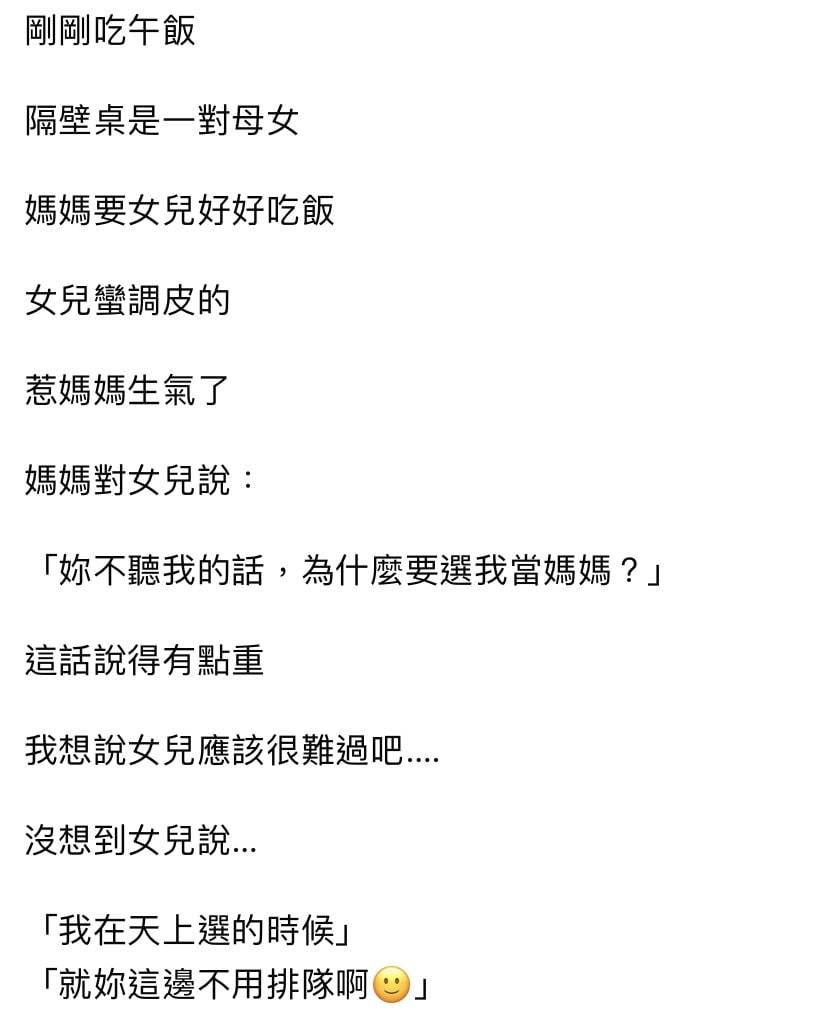 剛剛吃午飯
隔壁桌是一對母女
媽媽要女兒好好吃飯
女兒蠻調皮的
惹媽媽生氣了
媽媽對女兒說：
「妳不聽我的話，為什麼要選我當媽媽？」
這話說得有點重
我想說女兒應該很難過吧....
沒想到女兒說...
「我在天上選的時候」
「就妳這邊不用排隊啊🙂」